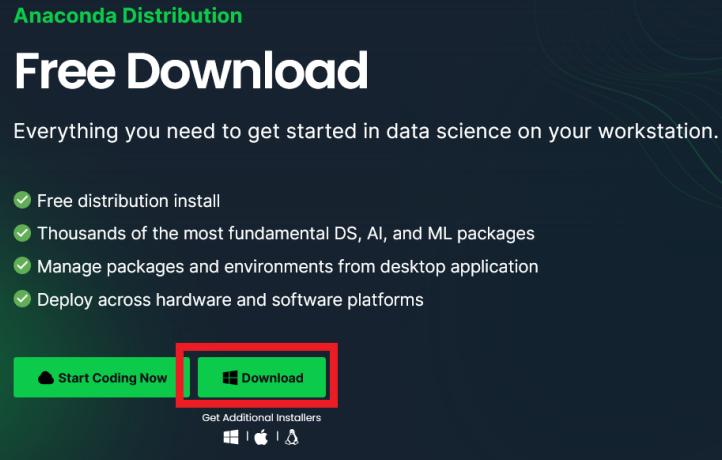 Anaconda Distribution
Free Download
Everything you need to get started in data science on your workstation.
Free distribution install
Thousands of the most fundamental DS, AI, and ML packages
Manage packages and environments from desktop application
Deploy across hardware and software platforms
Start Coding Now
Download
Get Additional Installers